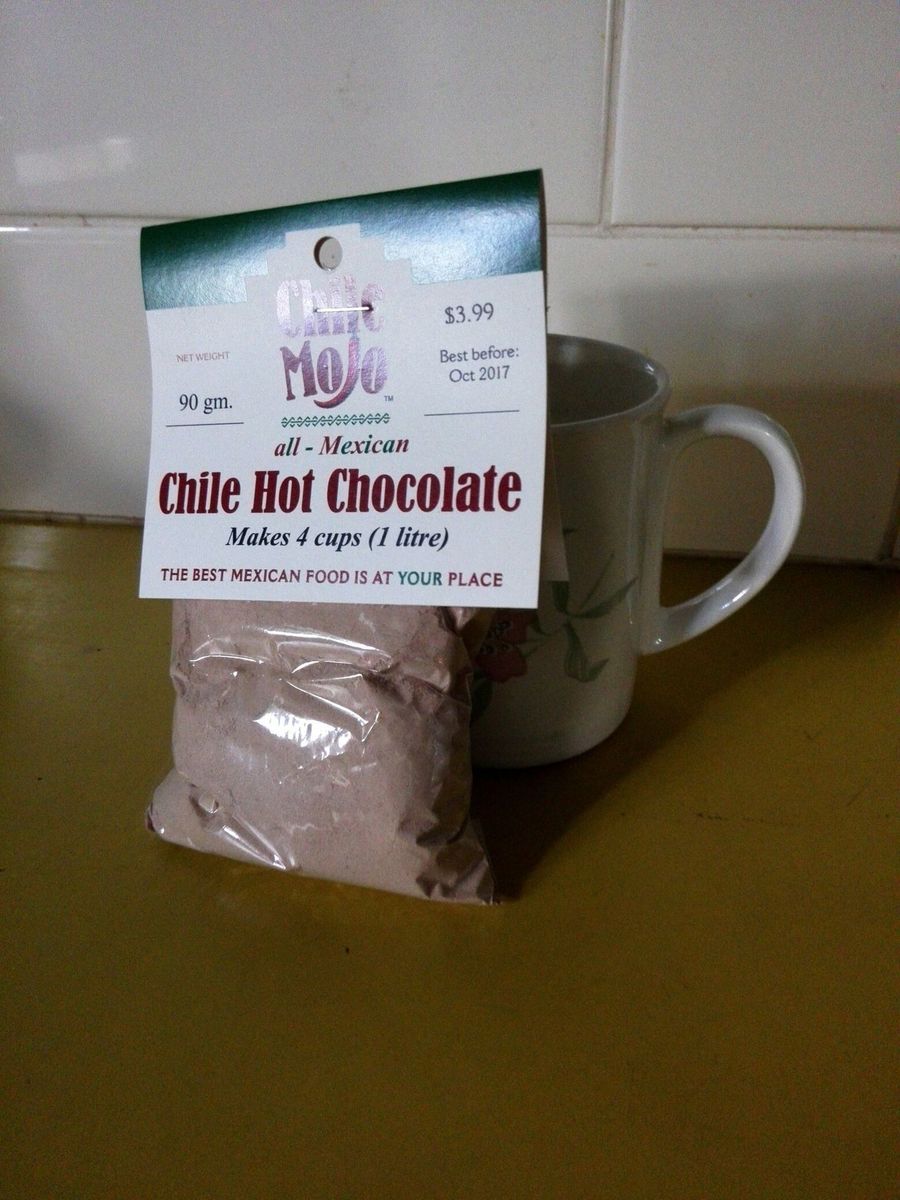 Chile
MoJo™
$3.99
NET WEIGHT
Best before:
Oct 2017
90 gm.
all - Mexican
Chile Hot Chocolate
Makes 4 cups (1 litre)
THE BEST MEXICAN FOOD IS AT YOUR PLACE